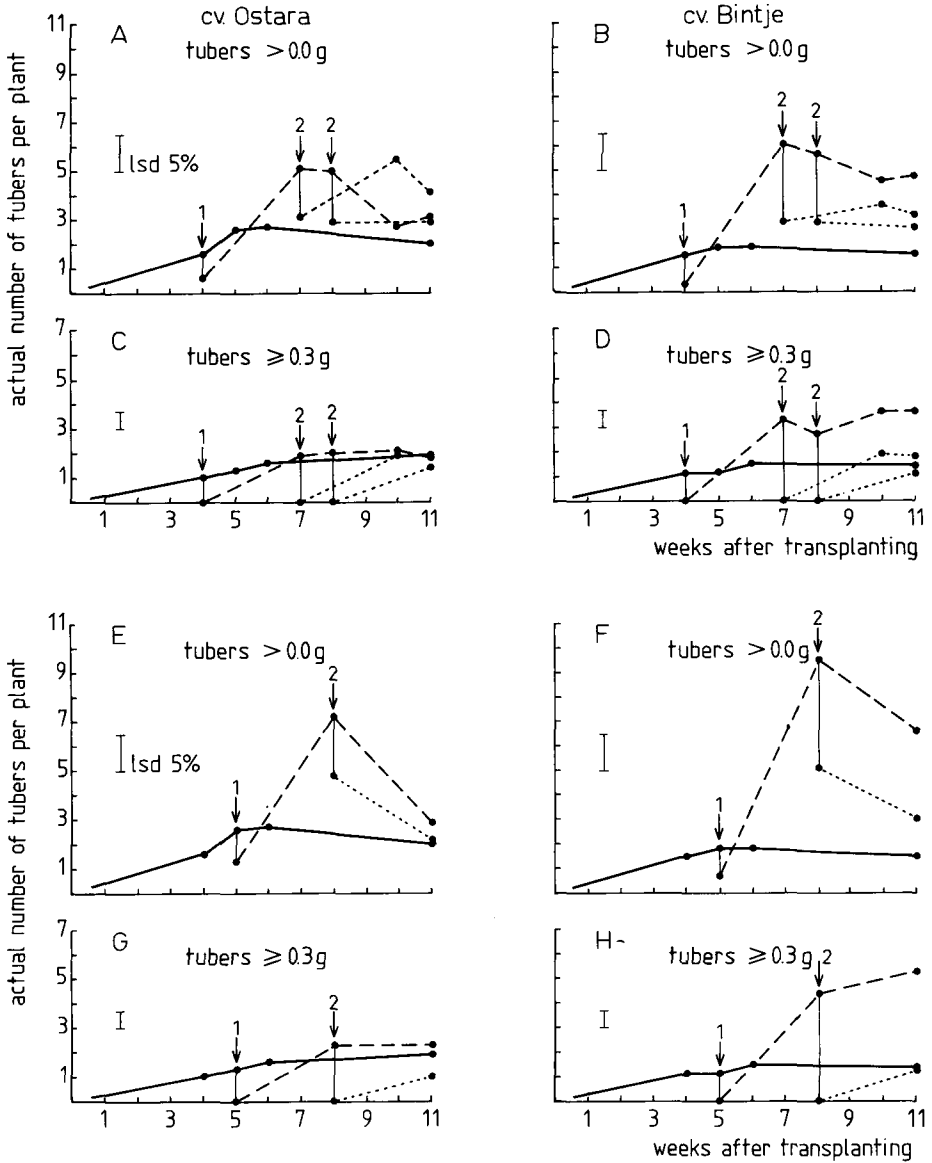 cv. Ostara
cv. Bintje
actual number of tubers per plant
11
9
7
5
3
1
A
tubers > 0.0 g
lsd 5%
1
2
2
B
tubers > 0.0 g
1
2
2
7
5
3
1
C
tubers ⩾ 0.3 g
1
2
2
1 3 5 7 9 11
D
tubers ⩾ 0.3 g
1
2
2
1 3 5 7 9 11
weeks after transplanting
actual number of tubers per plant
11
9
7
5
3
1
E
tubers > 0.0 g
lsd 5%
1
2
F
tubers > 0.0 g
1
2
7
5
3
1
G
tubers ⩾ 0.3 g
1
2
1 3 5 7 9 11
H-
tubers ⩾ 0.3 g
1
2
1 3 5 7 9 11
weeks after transplanting